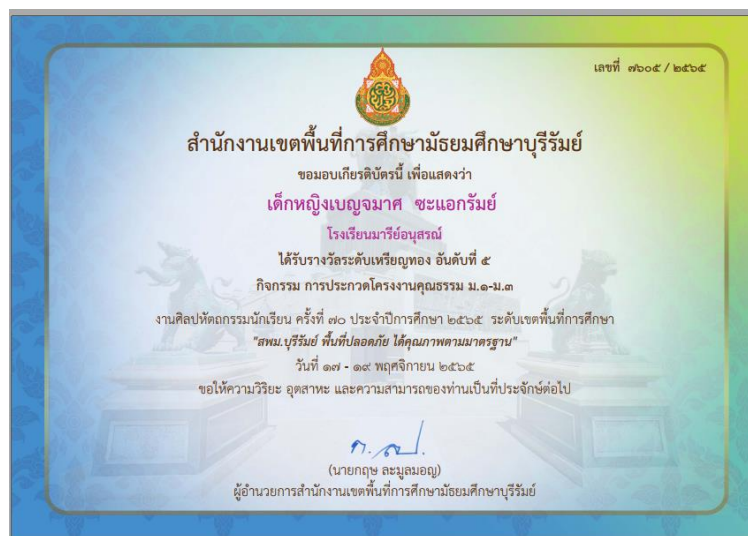 เลขที่ ๗๖๐๕ / ๒๕๖๕
สำนักงานเขตพื้นที่การศึกษามัธยมศึกษาบุรีรัมย์
ขอมอบเกียรติบัตรนี้ เพื่อแสดงว่า
เด็กหญิงเบญจมาศ ซะแอกรัมย์
โรงเรียนมารีย์อนุสรณ์
ได้รับรางวัลระดับเหรียญทอง อันดับที่ ๕
กิจกรรม การประกวดโครงงานคุณธรรม ม.๑-ม.๓
งานศิลปหัตถกรรมนักเรียน ครั้งที่ ๗๐ ประจำปีการศึกษา ๒๕๖๕ ระดับเขตพื้นที่การศึกษา
"สพม.บุรีรัมย์ พื้นที่ปลอดภัย ได้คุณภาพตามมาตรฐาน"
วันที่ ๑๗ - ๑๙ พฤศจิกายน ๒๕๖๕
ขอให้ความวิริยะ อุตสาหะ และความสามารถของท่านเป็นที่ประจักษ์ต่อไป
(นายกฤษ ละมูลมอญ)
ผู้อำนวยการสำนักงานเขตพื้นที่การศึกษามัธยมศึกษาบุรีรัมย์